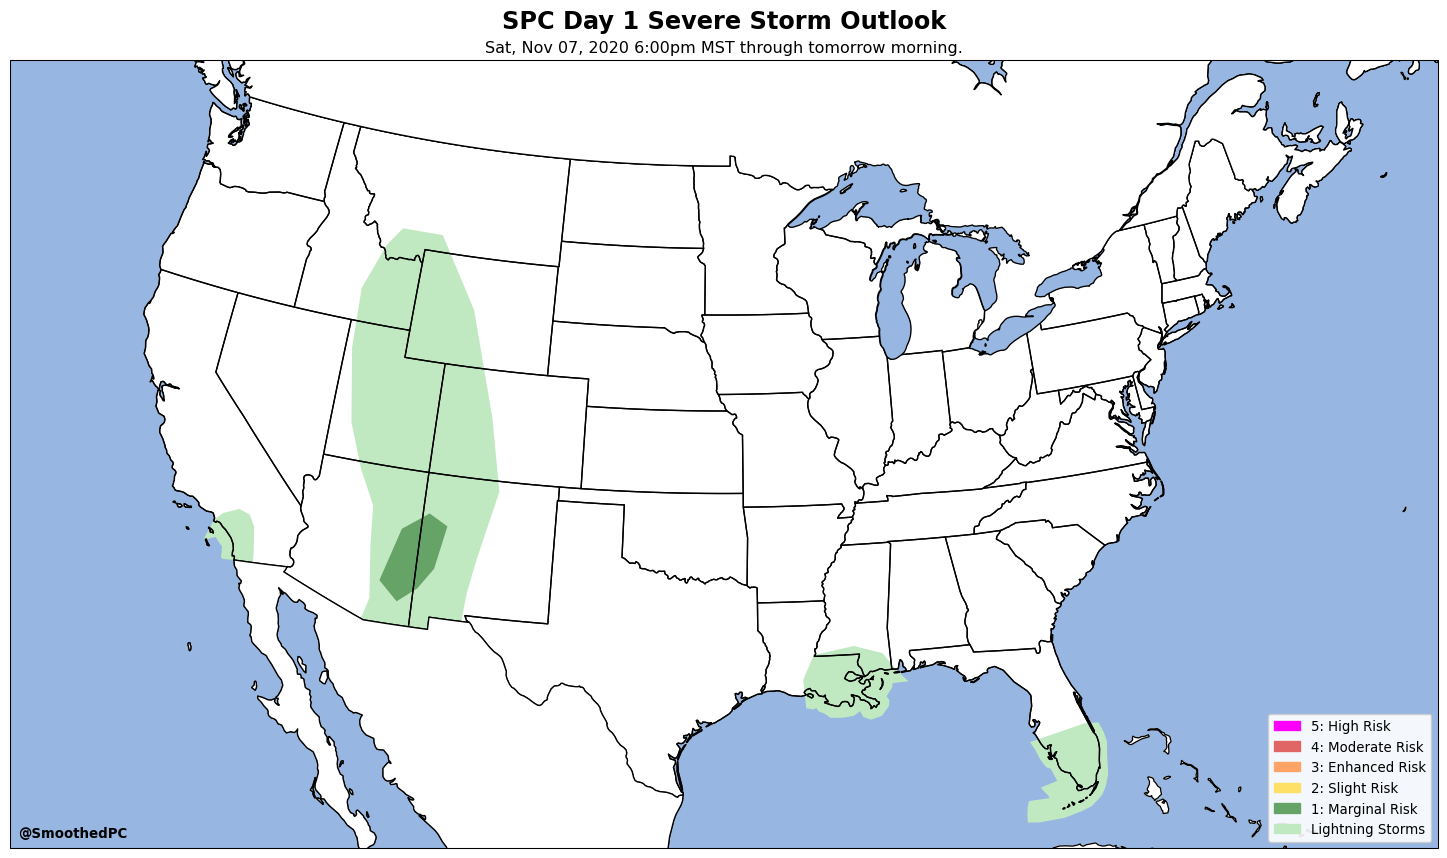 SPC Day 1 Severe Storm Outlook
Sat, Nov 07, 2020 6:00pm MST through tomorrow morning.
5: High Risk
4: Moderate Risk
3: Enhanced Risk
2: Slight Risk
1: Marginal Risk
Lightning Storms
@SmoothedPC